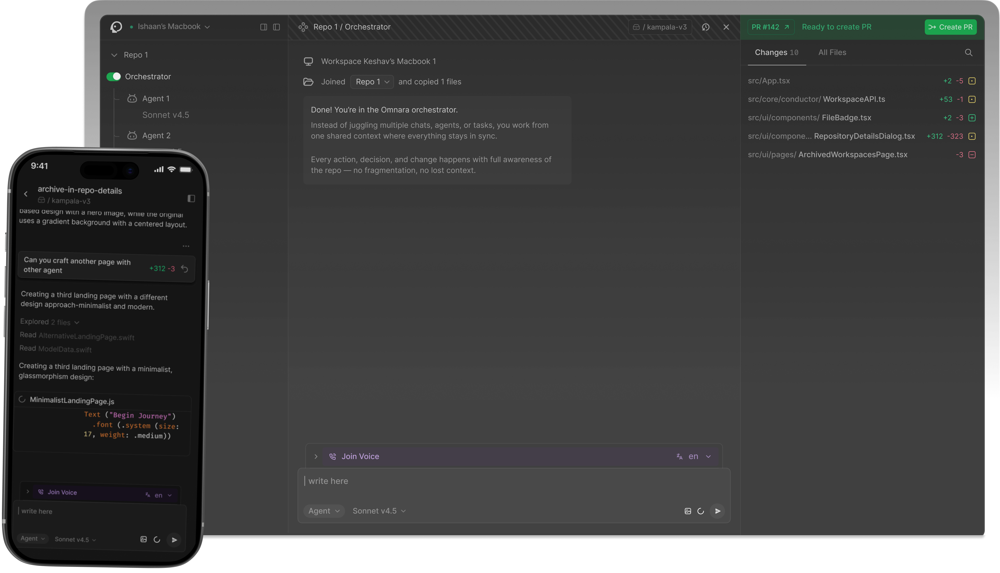 Ishaan’s Macbook
Repo 1
Orchestrator
Agent 1
Sonnet v4.5
Agent 2
Repo 1 / Orchestrator
/ kampala-v3
Workspace Keshav’s Macbook 1
Joined Repo 1 and copied 1 files
Done! You’re in the Omnara orchestrator.
Instead of juggling multiple chats, agents, or tasks, you work from
one shared context where everything stays in sync.
Every action, decision, and change happens with full awareness of
the repo — no fragmentation, no lost context.
Join Voice
en
write here
Agent
Sonnet v4.5
PR #142
Ready to create PR
Create PR
Changes 10
All Files
src/App.tsx +2 -5
src/core/conductor/ WorkspaceAPI.ts +53 -1
src/ui/components/ FileBadge.tsx +2 -3
src/ui/compone... RepositoryDetailsDialog.tsx +312 -323
src/ui/pages/ ArchivedWorkspacesPage.tsx -3
9:41
archive-in-repo-details
/ kampala-v3
based design with a hero image, while the original
uses a gradient background with a centered layout.
Can you craft another page with
other agent
+312 -3
Creating a third landing page with a different
design approach-minimalist and modern.
Explored 2 flies
Read AlternativeLandingPage.swift
Read ModelData.swift
Creating a third landing page with a minimalist,
glassmorphism design:
MinimalistLandingPage.js
Text ("Begin Journey")
.font (.system (size:
17, weight: .medium))
Join Voice
en
write here
Agent
Sonnet v4.5